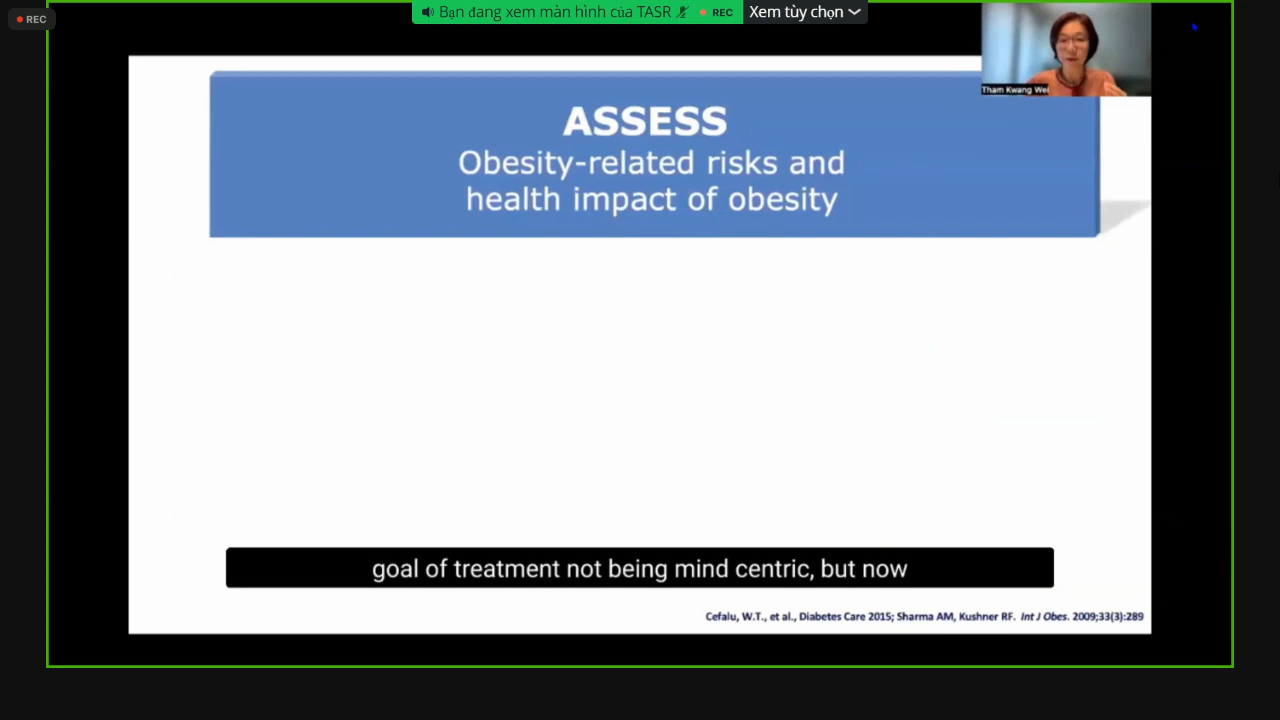 REC
Bạn đang xem màn hình của TASR
REC
Xem tùy chọn
Tham Kwang Wei
ASSESS
Obesity-related risks and
health impact of obesity
goal of treatment not being mind centric, but now
Cefalu, W.T., et al., Diabetes Care 2015; Sharma AM, Kushner RF. Int J Obes. 2009;33(3):289